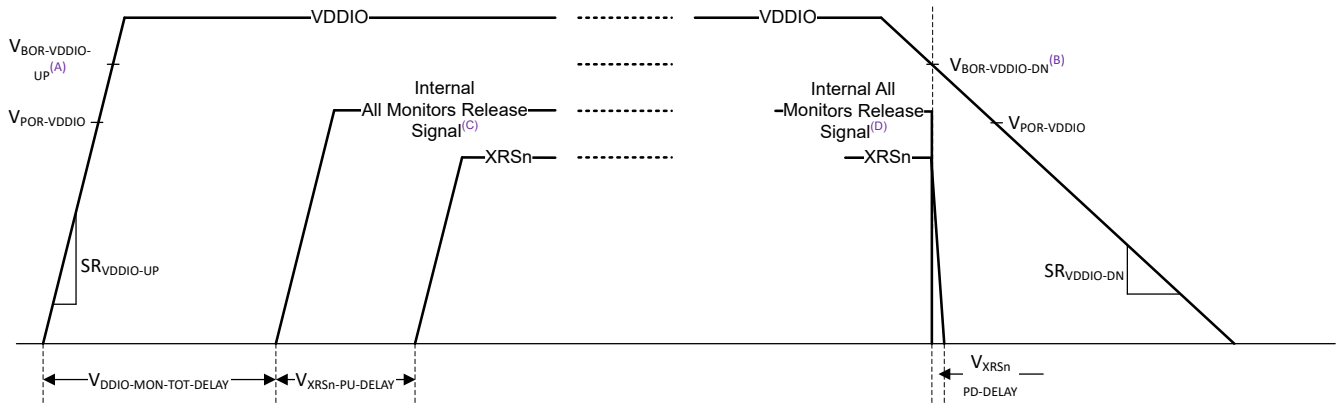 VDDIO
VDDIO
VBOR-VDDIO-
UP(A)
VBOR-VDDIO-DN(B)
Internal
All Monitors Release
Signal(C)
Internal All
Monitors Release
Signal(D)
VPOR-VDDIO
VPOR-VDDIO
XRSn
XRSn
SRVDDIO-UP
SRVDDIO-DN
VDDIO-MON-TOT-DELAY
VXRSn-PU-DELAY
VXRSn
PD-DELAY